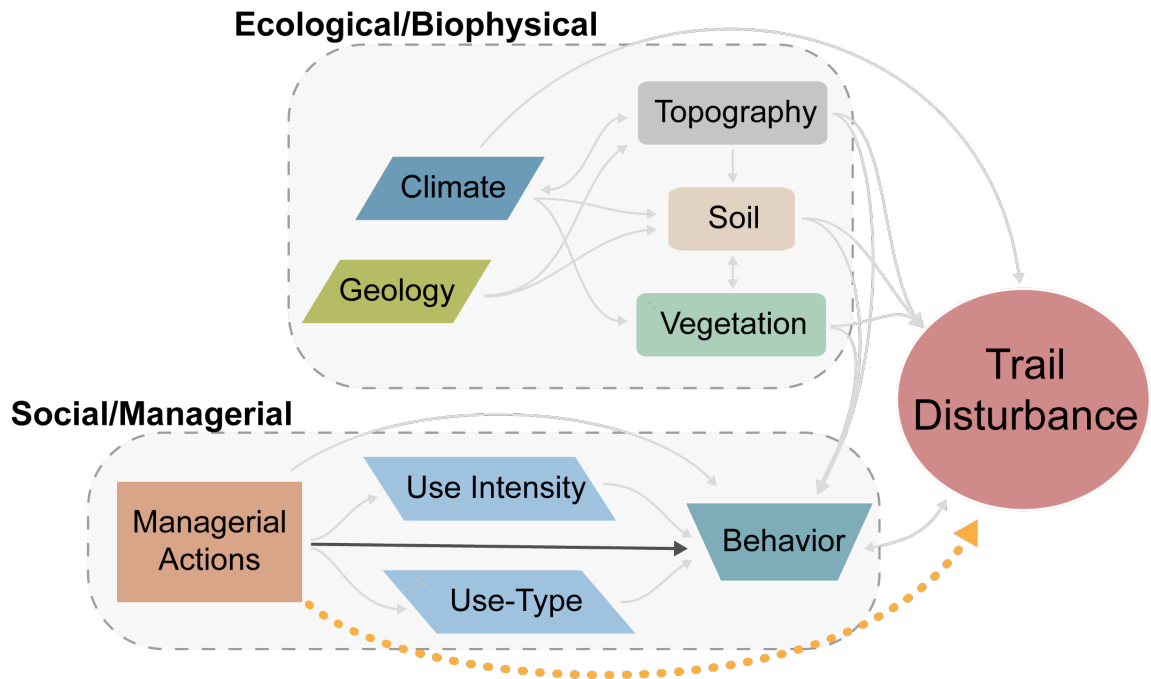 Ecological/Biophysical
Topography
Climate
Soil
Geology
Vegetation
Trail
Disturbance
Social/Managerial
Use Intensity
Managerial
Actions
Behavior
Use-Type